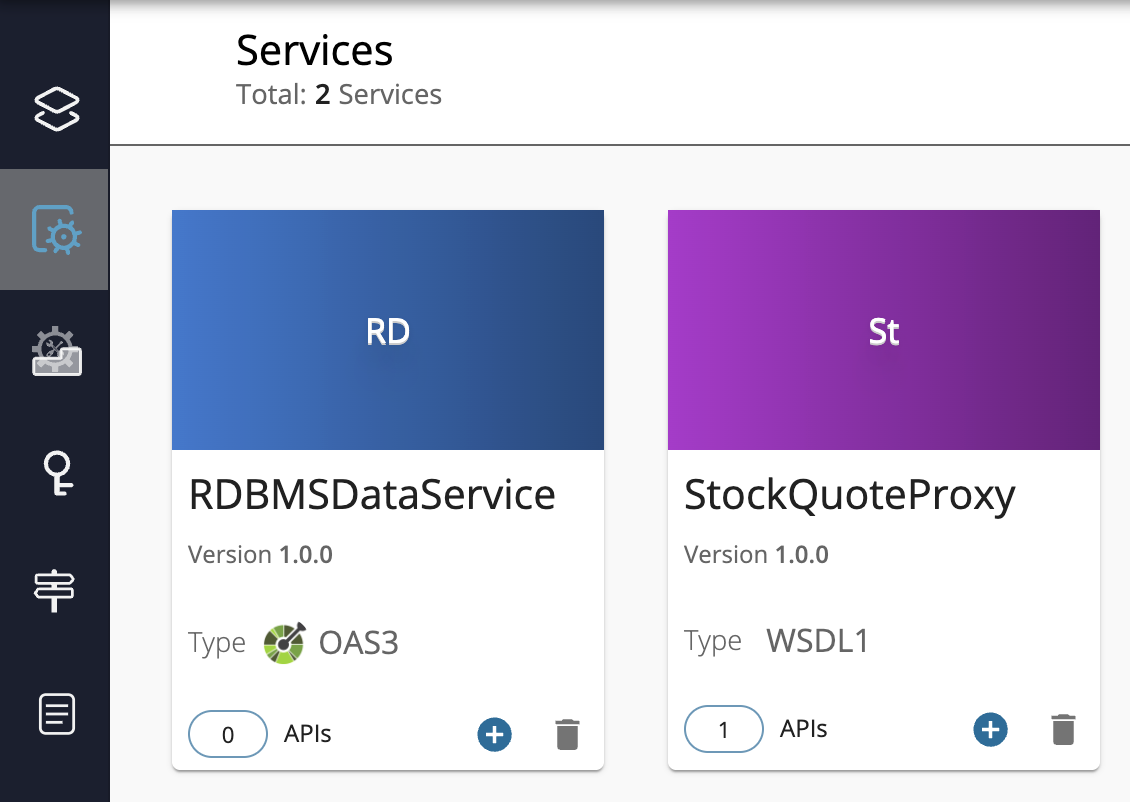 Services
Total: 2 Services
RD
RDBMSDataService
Version 1.0.0
Type OAS3
0 APIs
St
StockQuoteProxy
Version 1.0.0
Type WSDL1
1 APIs